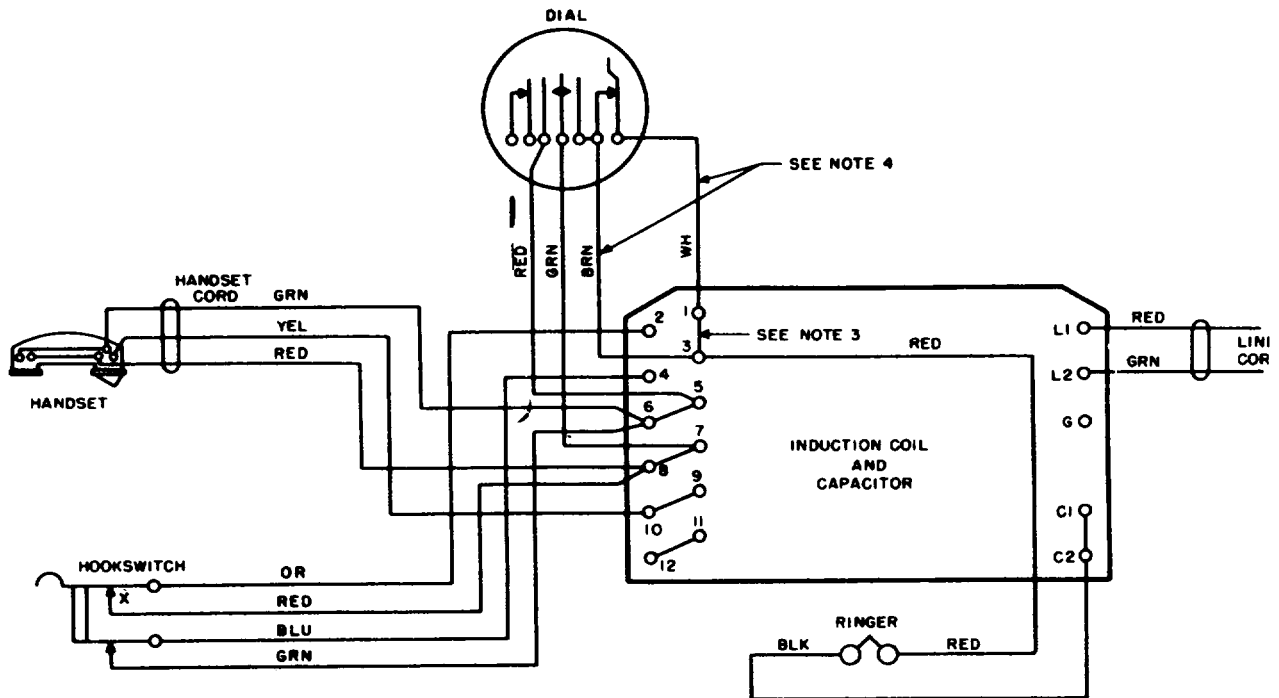 DIAL
SEE NOTE 4
RED
GRN
BRN
WH
HANDSET
CORD
GRN
YEL
RED
HANDSET
2
1
SEE NOTE 3
3
RED
4
5
6
7
8
9
10
11
12
INDUCTION COIL
AND
CAPACITOR
L1
RED
L2
GRN
LINI
COR
G
C1
C2
HOOKSWITCH
X
OR
RED
BLU
GRN
RINGER
BLK
RED